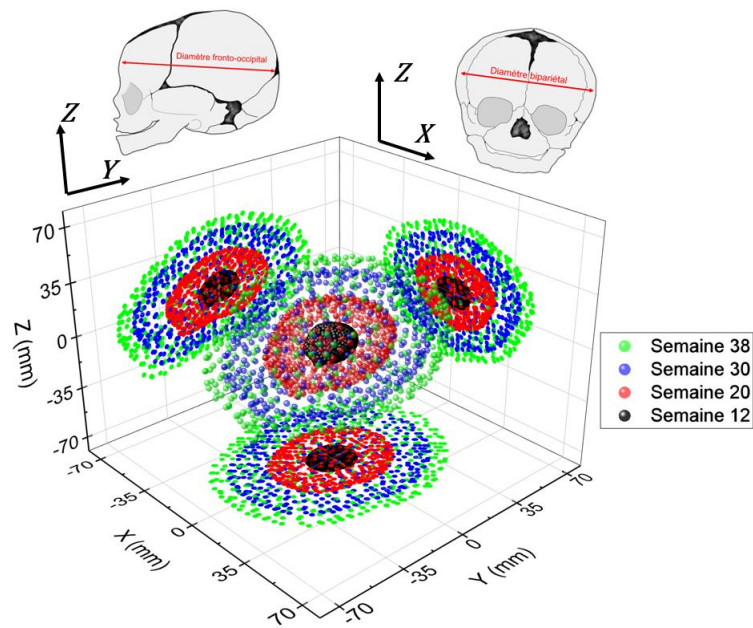 Diamètre fronto-occipital
Diamètre bipariétal
Z
Y
Z
X
70
35
0
-35
-70
Z (mm)
-70
-35
0
35
70
X (mm)
-70
-35
0
35
70
Y (mm)
Semaine 38
Semaine 30
Semaine 20
Semaine 12